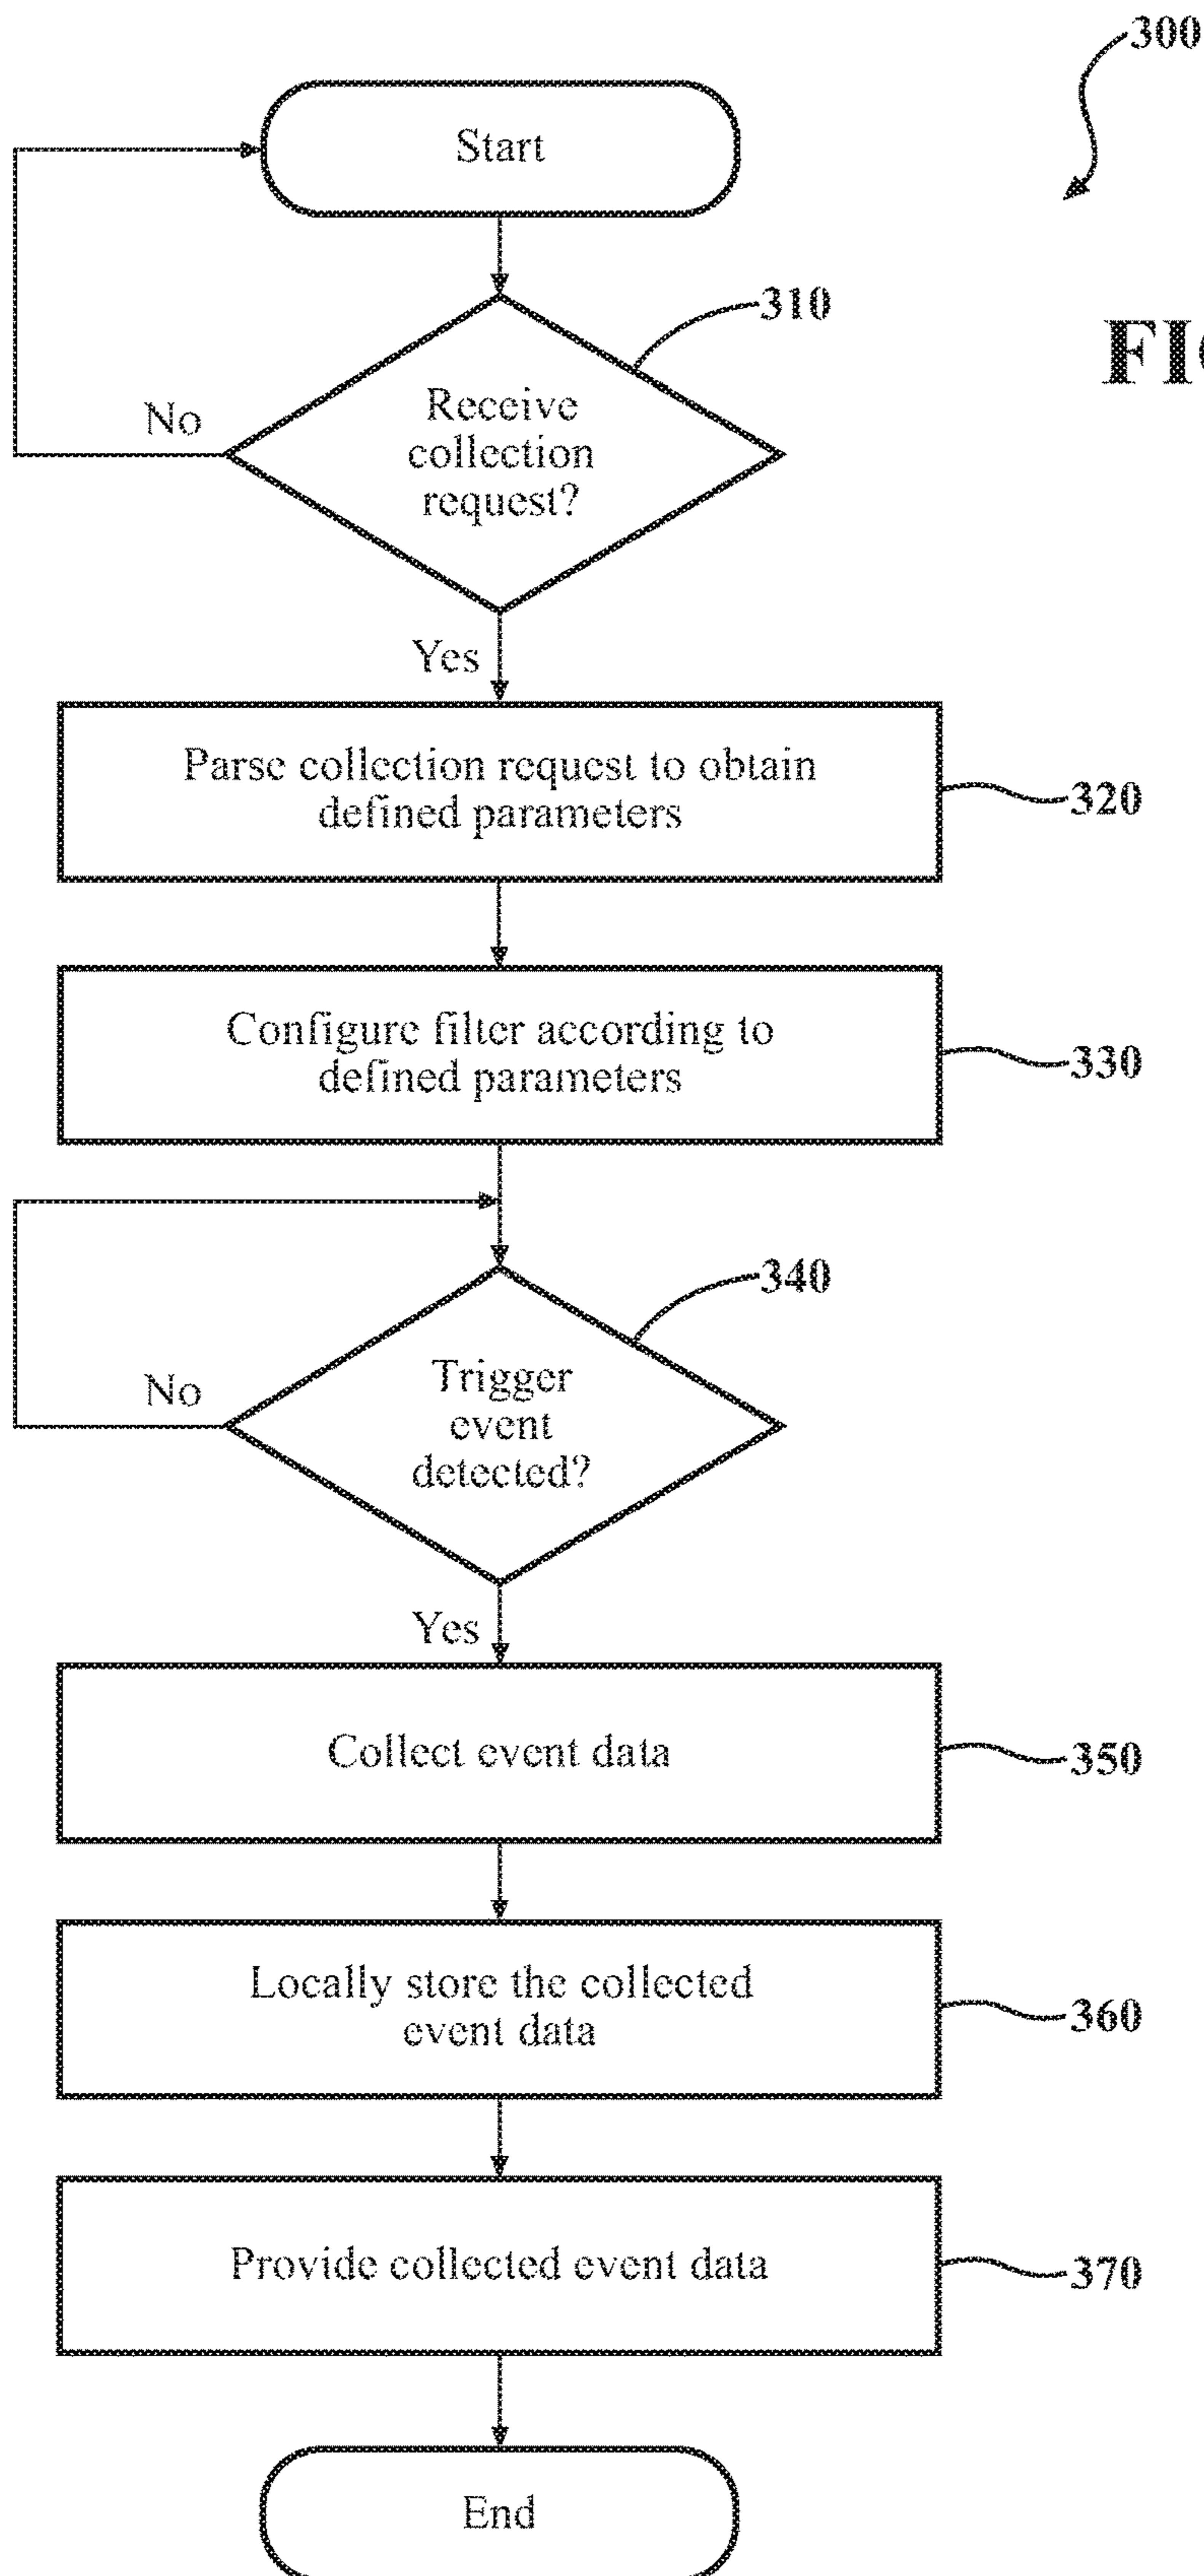 300
Start
310
FI
No
Receive
collection
request?
Yes
Parse collection request to obtain
defined parameters
320
Configure filter according to
defined parameters
330
340
No
Trigger
event
detected?
Yes
Collect event data
350
Locally store the collected
event data
360
Provide collected event data
370
End